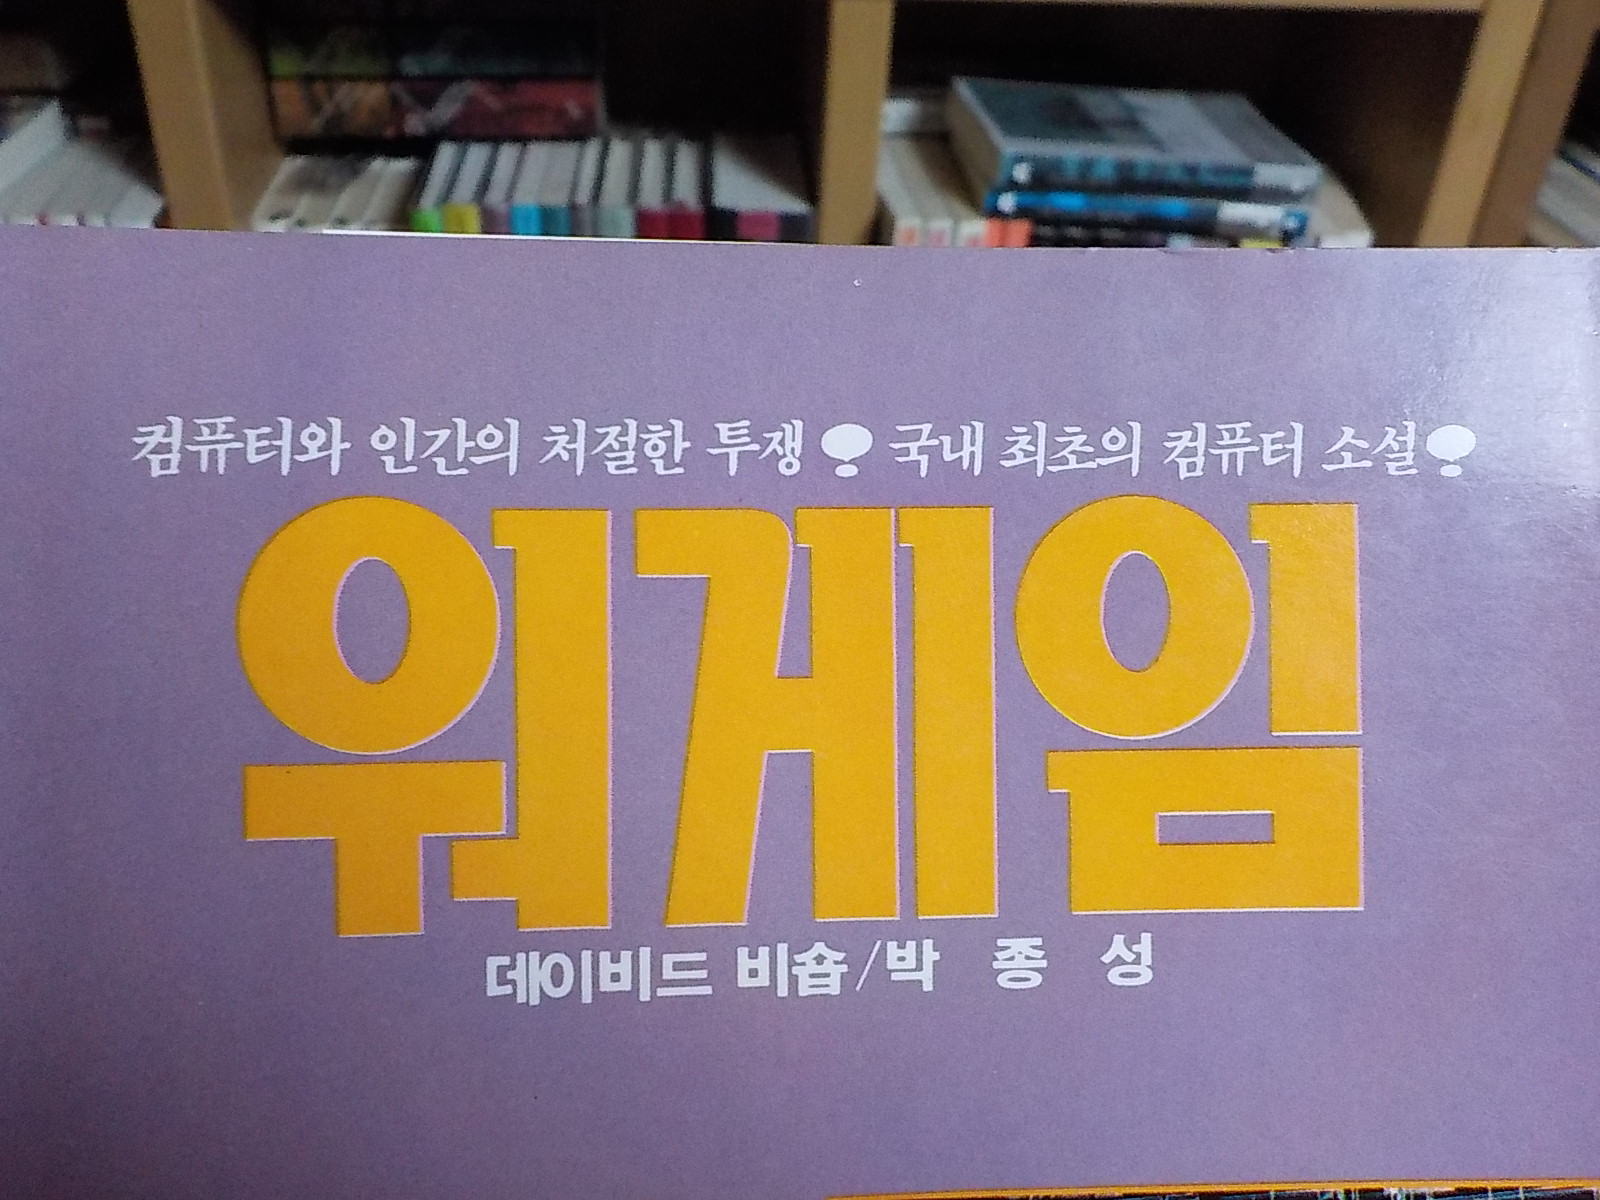 컴퓨터와 인간의 처절한 투쟁! 국내 최초의 컴퓨터 소설!
워게임
데이비드 비숍/박 종 성